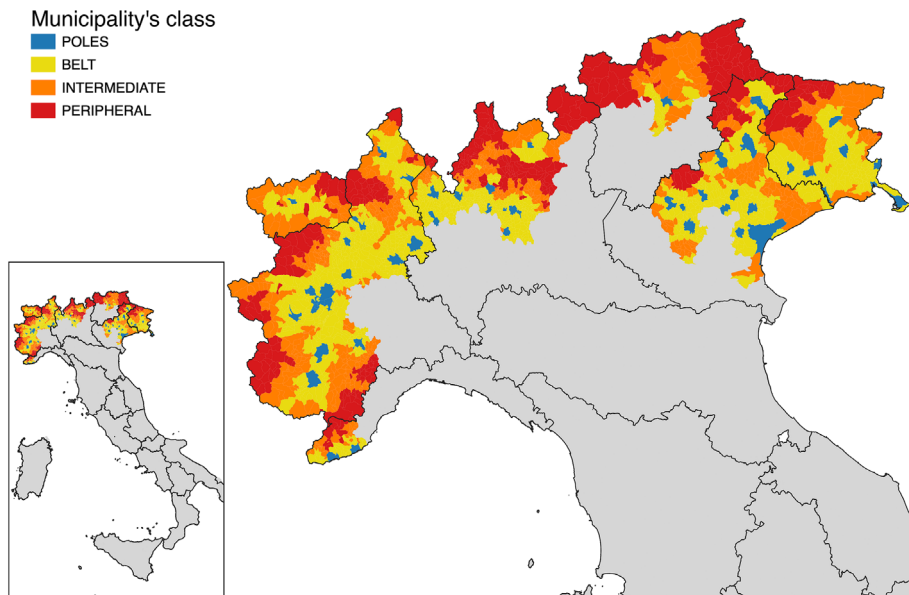 Municipality's class
POLES
BELT
INTERMEDIATE
PERIPHERAL